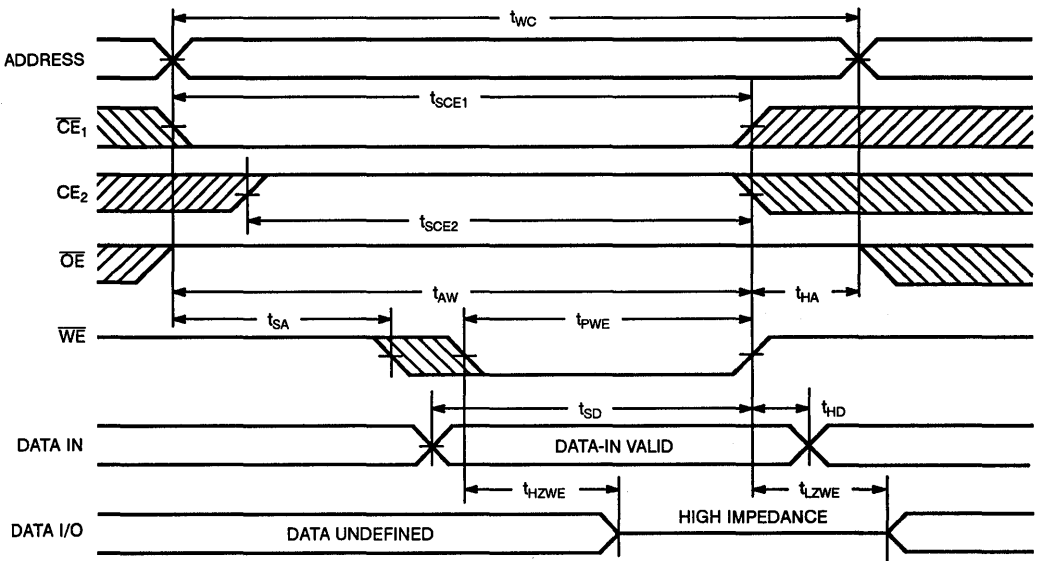 tWC
ADDRESS
tSCE1
CE1
CE2
tSCE2
OE
tAW
tHA
tSA
tPWE
WE
tSD
tHD
DATA IN
DATA-IN VALID
tHZWE
tLZWE
HIGH IMPEDANCE
DATA I/O
DATA UNDEFINED